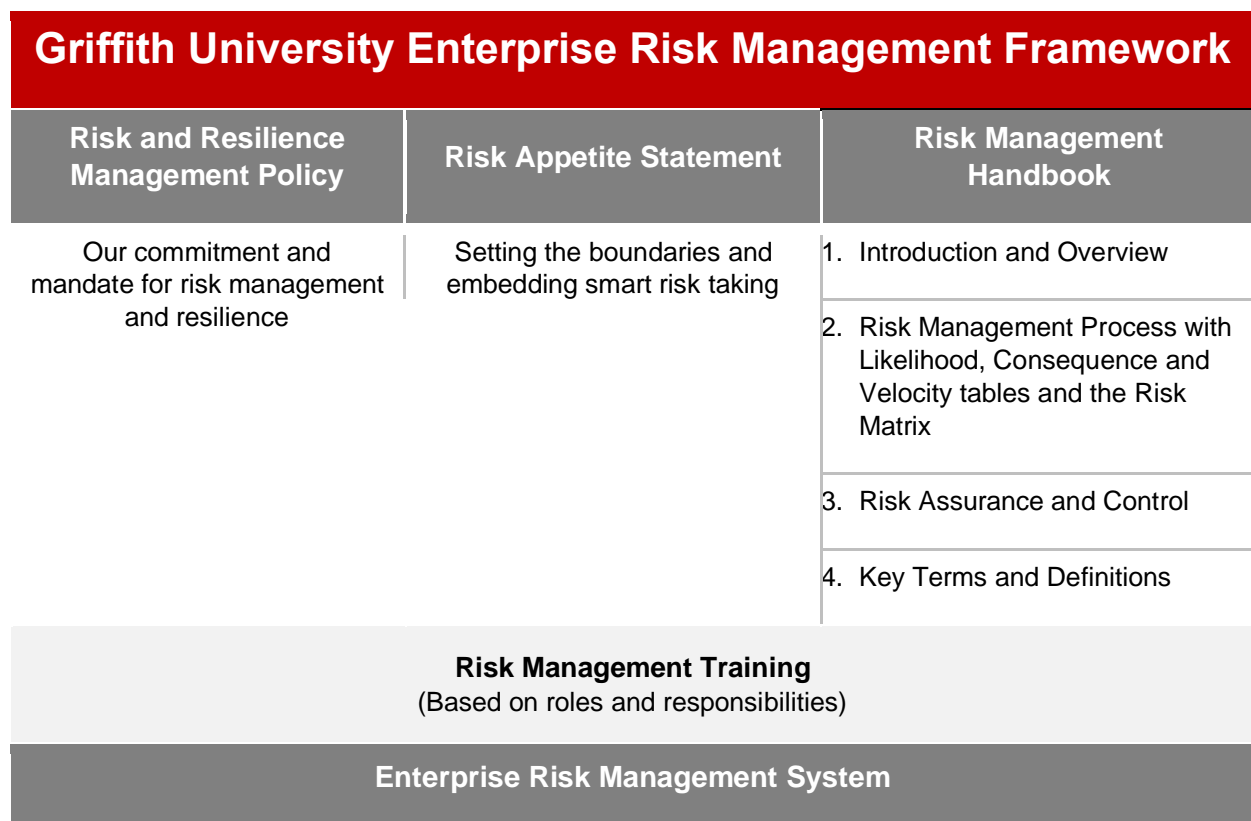 Griffith University Enterprise Risk Management Framework
Risk and Resilience
Management Policy
Risk Appetite Statement
Risk Management
Handbook
Our commitment and
mandate for risk management
and resilience
Setting the boundaries and
embedding smart risk taking
1. Introduction and Overview
2. Risk Management Process with
Likelihood, Consequence and
Velocity tables and the Risk
Matrix
3. Risk Assurance and Control
4. Key Terms and Definitions
Risk Management Training
(Based on roles and responsibilities)
Enterprise Risk Management System